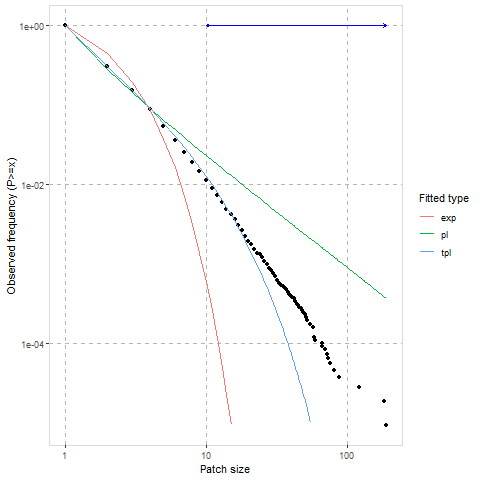 1e+00
1e-02
1e-04
Observed frequency (P>=x)
1
10
100
Patch size
Fitted type
exp
pl
tpl